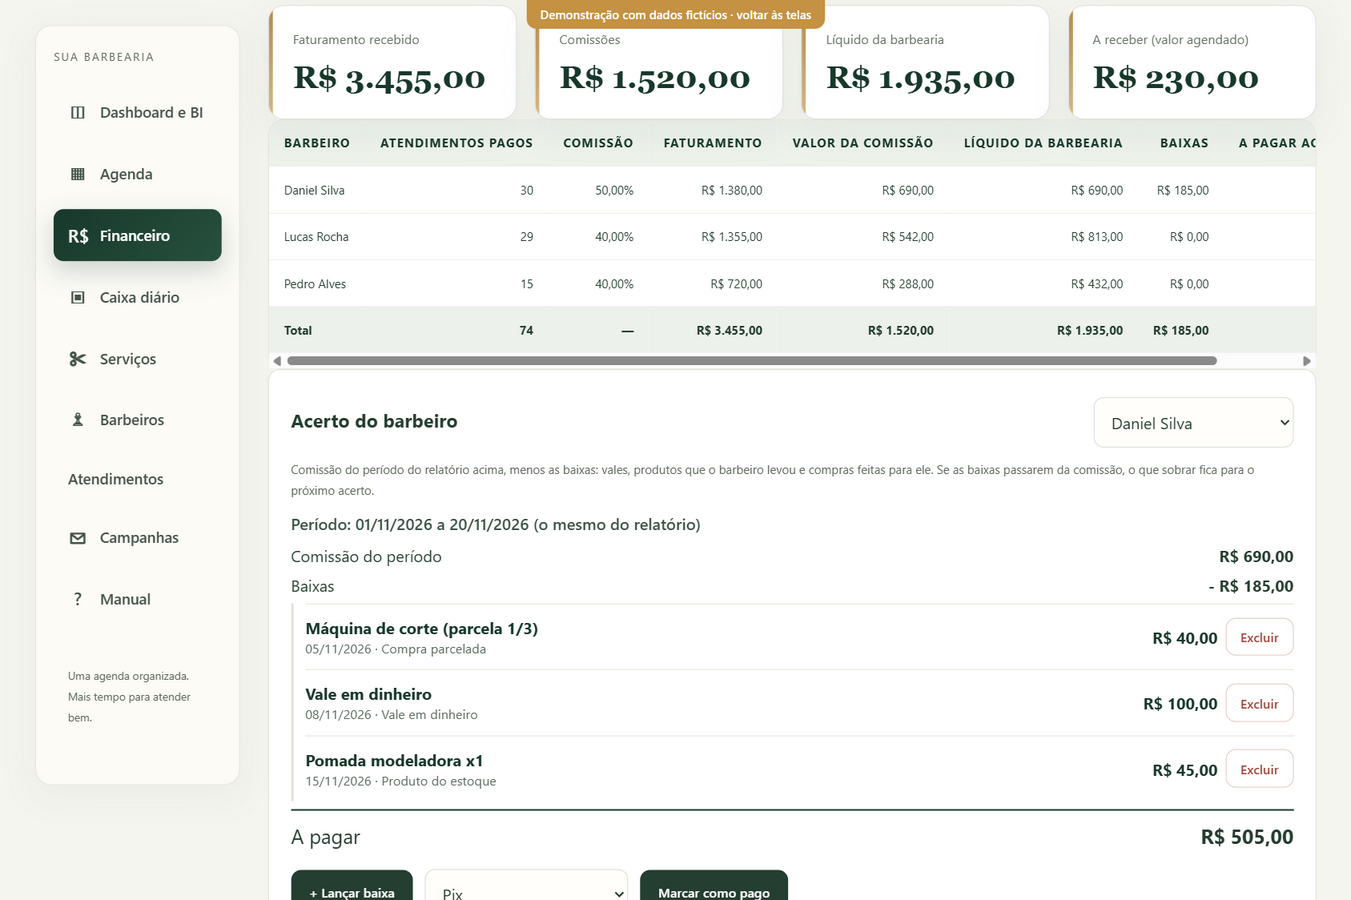 Demonstração com dados fictícios · voltar às telas
SUA BARBEARIA
Dashboard e BI
Agenda
R$ Financeiro
Caixa diário
Serviços
Barbeiros
Atendimentos
Campanhas
? Manual
Uma agenda organizada.
Mais tempo para atender
bem.
Faturamento recebido
R$ 3.455,00
Comissões
R$ 1.520,00
Líquido da barbearia
R$ 1.935,00
A receber (valor agendado)
R$ 230,00
BARBEIRO ATENDIMENTOS PAGOS COMISSÃO FATURAMENTO VALOR DA COMISSÃO LÍQUIDO DA BARBEARIA BAIXAS A PAGAR AO
Daniel Silva 30 50,00% R$ 1.380,00 R$ 690,00 R$ 690,00 R$ 185,00
Lucas Rocha 29 40,00% R$ 1.355,00 R$ 542,00 R$ 813,00 R$ 0,00
Pedro Alves 15 40,00% R$ 720,00 R$ 288,00 R$ 432,00 R$ 0,00
Total 74 — R$ 3.455,00 R$ 1.520,00 R$ 1.935,00 R$ 185,00
Acerto do barbeiro
Daniel Silva
Comissão do período do relatório acima, menos as baixas: vales, produtos que o barbeiro levou e compras feitas para ele. Se as baixas passarem da comissão, o que sobrar fica para o
próximo acerto.
Período: 01/11/2026 a 20/11/2026 (o mesmo do relatório)
Comissão do período R$ 690,00
Baixas - R$ 185,00
Máquina de corte (parcela 1/3)
05/11/2026 · Compra parcelada
R$ 40,00 Excluir
Vale em dinheiro
08/11/2026 · Vale em dinheiro
R$ 100,00 Excluir
Pomada modeladora x1
15/11/2026 · Produto do estoque
R$ 45,00 Excluir
A pagar R$ 505,00
+ Lançar baixa Pix Marcar como pago